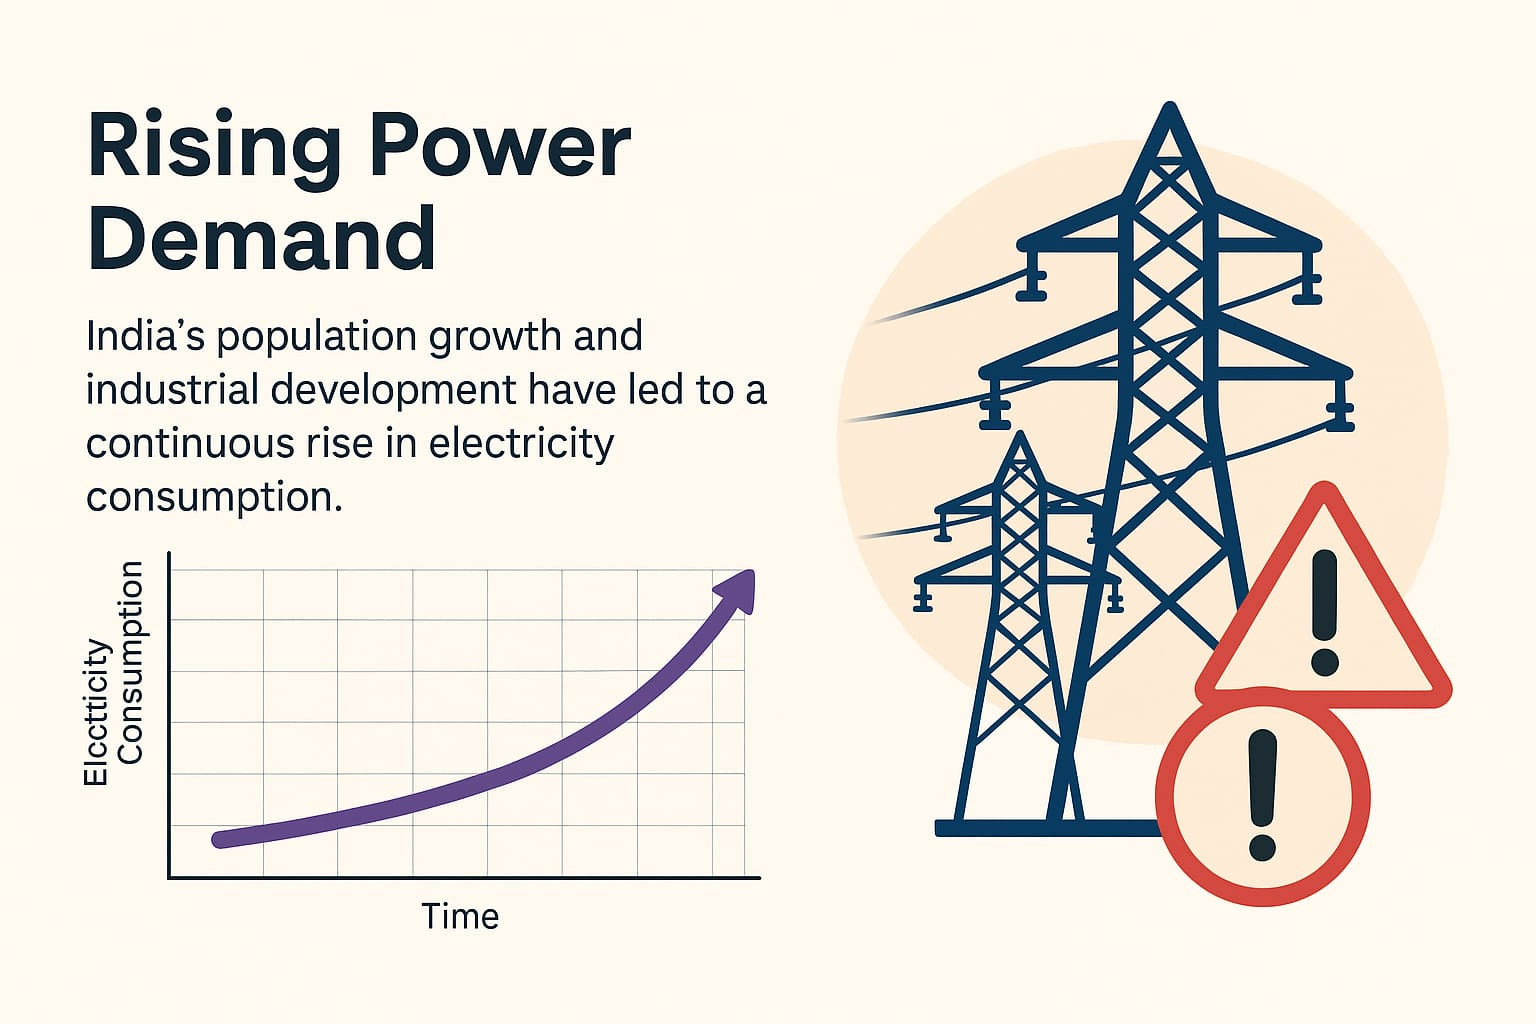 Rising Power
Demand
India’s population growth and
industrial development have led to a
continuous rise in electricity
consumption.
Elcctticity
Consumption
Time
!
!